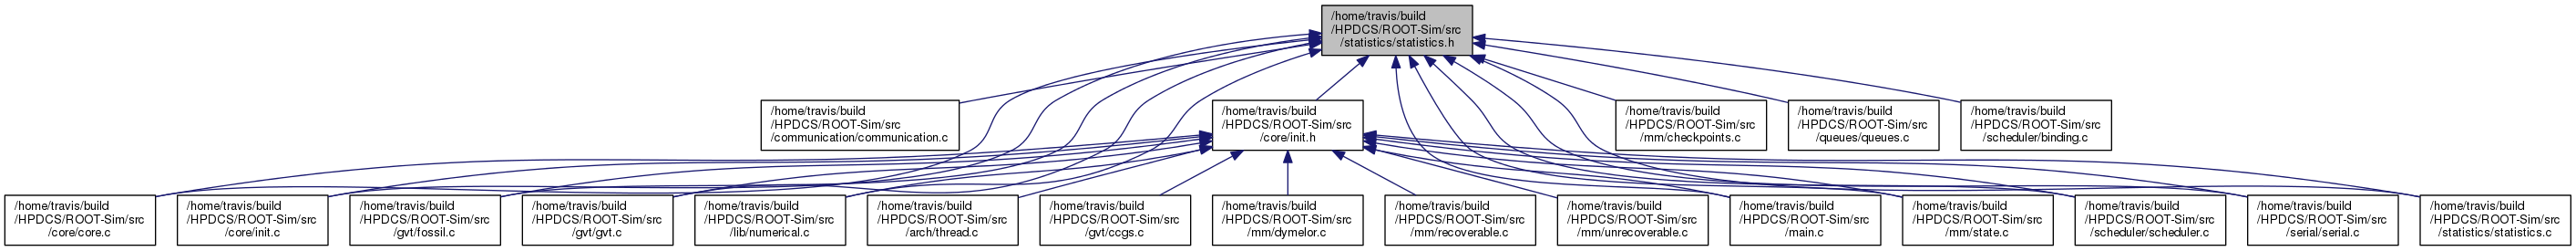 /home/travis/build
/HPDCS/ROOT-Sim/src
/statistics/statistics.h
/home/travis/build
/HPDCS/ROOT-Sim/src
/communication/communication.c
/home/travis/build
/HPDCS/ROOT-Sim/src
/core/init.h
/home/travis/build
/HPDCS/ROOT-Sim/src
/mm/checkpoints.c
/home/travis/build
/HPDCS/ROOT-Sim/src
/queues/queues.c
/home/travis/build
/HPDCS/ROOT-Sim/src
/scheduler/binding.c
/home/travis/build
/HPDCS/ROOT-Sim/src
/core/core.c
/home/travis/build
/HPDCS/ROOT-Sim/src
/core/init.c
/home/travis/build
/HPDCS/ROOT-Sim/src
/gvt/fossil.c
/home/travis/build
/HPDCS/ROOT-Sim/src
/gvt/gvt.c
/home/travis/build
/HPDCS/ROOT-Sim/src
/lib/numerical.c
/home/travis/build
/HPDCS/ROOT-Sim/src
/arch/thread.c
/home/travis/build
/HPDCS/ROOT-Sim/src
/gvt/ccgs.c
/home/travis/build
/HPDCS/ROOT-Sim/src
/mm/dymelor.c
/home/travis/build
/HPDCS/ROOT-Sim/src
/mm/recoverable.c
/home/travis/build
/HPDCS/ROOT-Sim/src
/mm/unrecoverable.c
/home/travis/build
/HPDCS/ROOT-Sim/src
/main.c
/home/travis/build
/HPDCS/ROOT-Sim/src
/mm/state.c
/home/travis/build
/HPDCS/ROOT-Sim/src
/scheduler/scheduler.c
/home/travis/build
/HPDCS/ROOT-Sim/src
/serial/serial.c
/home/travis/build
/HPDCS/ROOT-Sim/src
/statistics/statistics.c